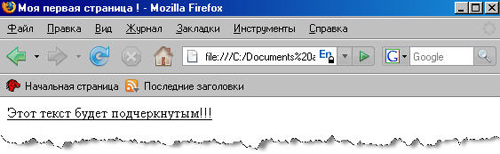 Моя первая страница ! - Mozilla Firefox
Файл Правка Вид Журнал Закладки Инструменты Справка
file:///C:/Documents%20a En G Google
Начальная страница Последние заголовки
Этот текст будет подчеркнутым!!!